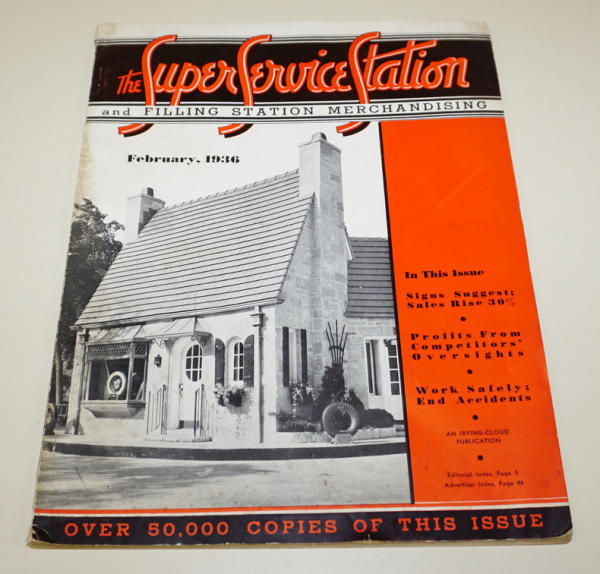 the Super Service Station
and FILLING STATION MERCHANDISING
February, 1936
In This Issue
Signs Suggest;
Sales Rise 30%
Profits From
Competitors'
Oversights
Work Safely;
End Accidents
AN IRVING-CLOUD
PUBLICATION
Editorial Index, Page 5
Advertiser Index, Page 46
OVER 50,000 COPIES OF THIS ISSUE